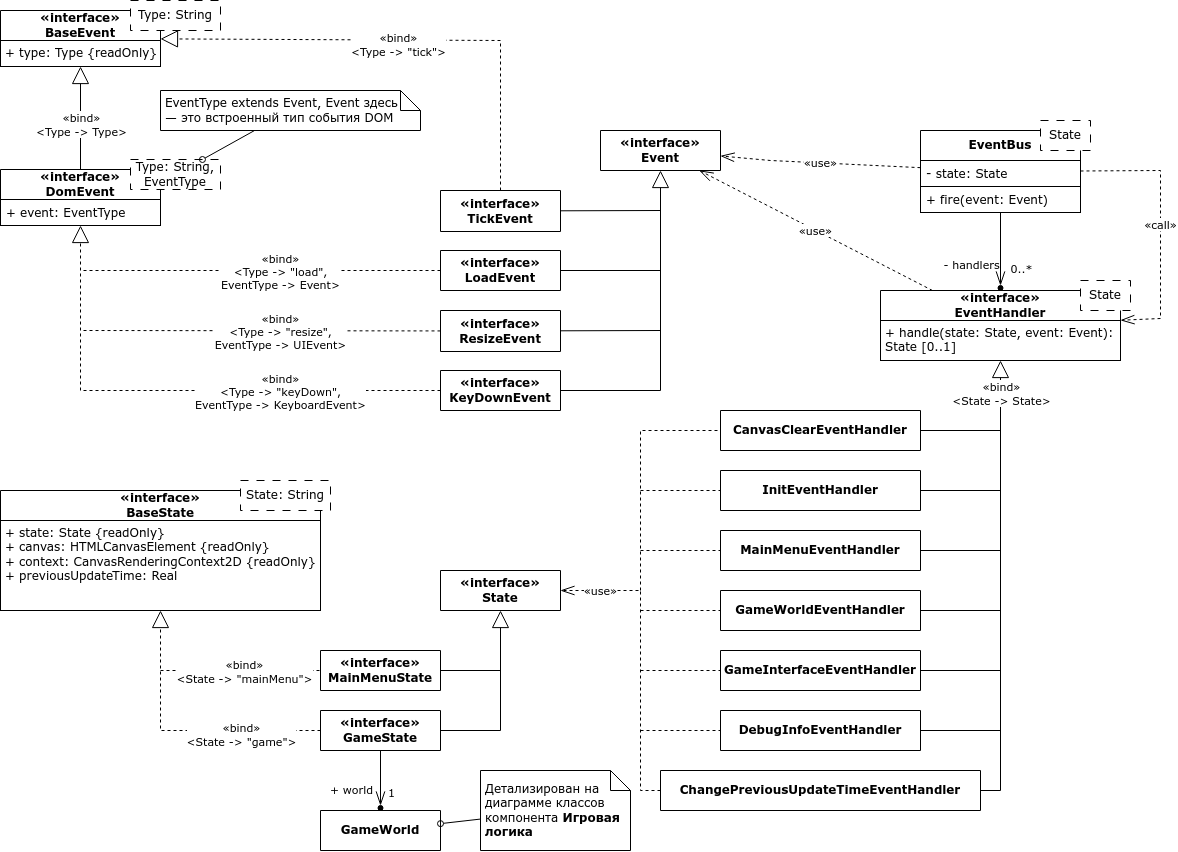 Type: String
«interface»
BaseEvent
+ type: Type {readOnly}
«bind»
<Type -> "tick">
«bind»
<Type -> Type>
EventType extends Event, Event здесь
— это встроенный тип события DOM
Type: String,
EventType
«interface»
DomEvent
+ event: EventType
«interface»
Event
«use»
«use»
State
EventBus
- state: State
+ fire(event: Event)
«call»
- handlers
0..*
State
«interface»
EventHandler
+ handle(state: State, event: Event):
State [0..1]
«bind»
<State -> State>
«interface»
TickEvent
«bind»
<Type -> "load",
EventType -> Event>
«interface»
LoadEvent
«bind»
<Type -> "resize",
EventType -> UIEvent>
«interface»
ResizeEvent
«bind»
<Type -> "keyDown",
EventType -> KeyboardEvent>
«interface»
KeyDownEvent
State: String
«interface»
BaseState
+ state: State {readOnly}
+ canvas: HTMLCanvasElement {readOnly}
+ context: CanvasRenderingContext2D {readOnly}
+ previousUpdateTime: Real
«interface»
State
«use»
«bind»
<State -> "mainMenu">
«interface»
MainMenuState
«bind»
<State -> "game">
«interface»
GameState
+ world
1
GameWorld
Детализирован на
диаграмме классов
компонента Игровая
логика
CanvasClearEventHandler
InitEventHandler
MainMenuEventHandler
GameWorldEventHandler
GameInterfaceEventHandler
DebugInfoEventHandler
ChangePreviousUpdateTimeEventHandler